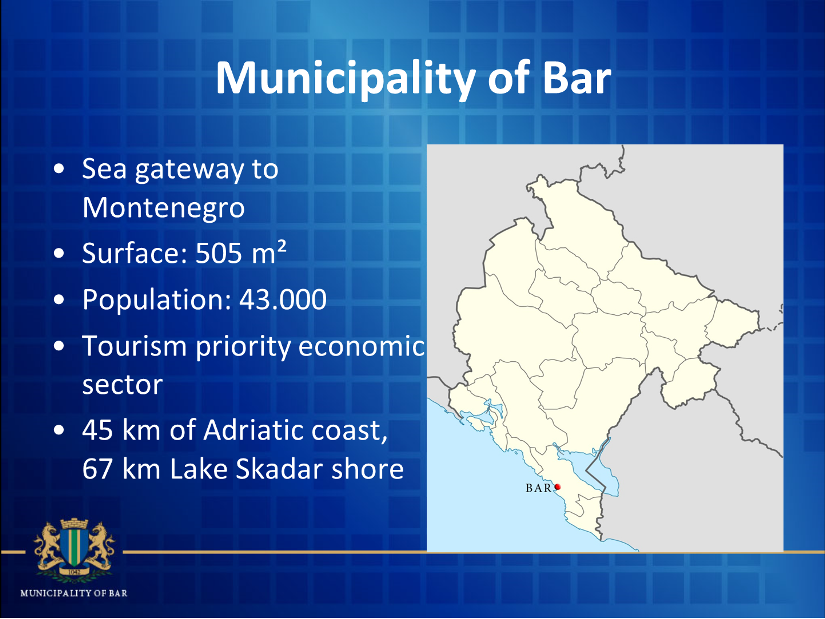 Municipality of Bar
• Sea gateway to
Montenegro
• Surface: 505 m²
• Population: 43.000
• Tourism priority economic
sector
• 45 km of Adriatic coast,
67 km Lake Skadar shore
BAR
1042
MUNICIPALITY OF BAR